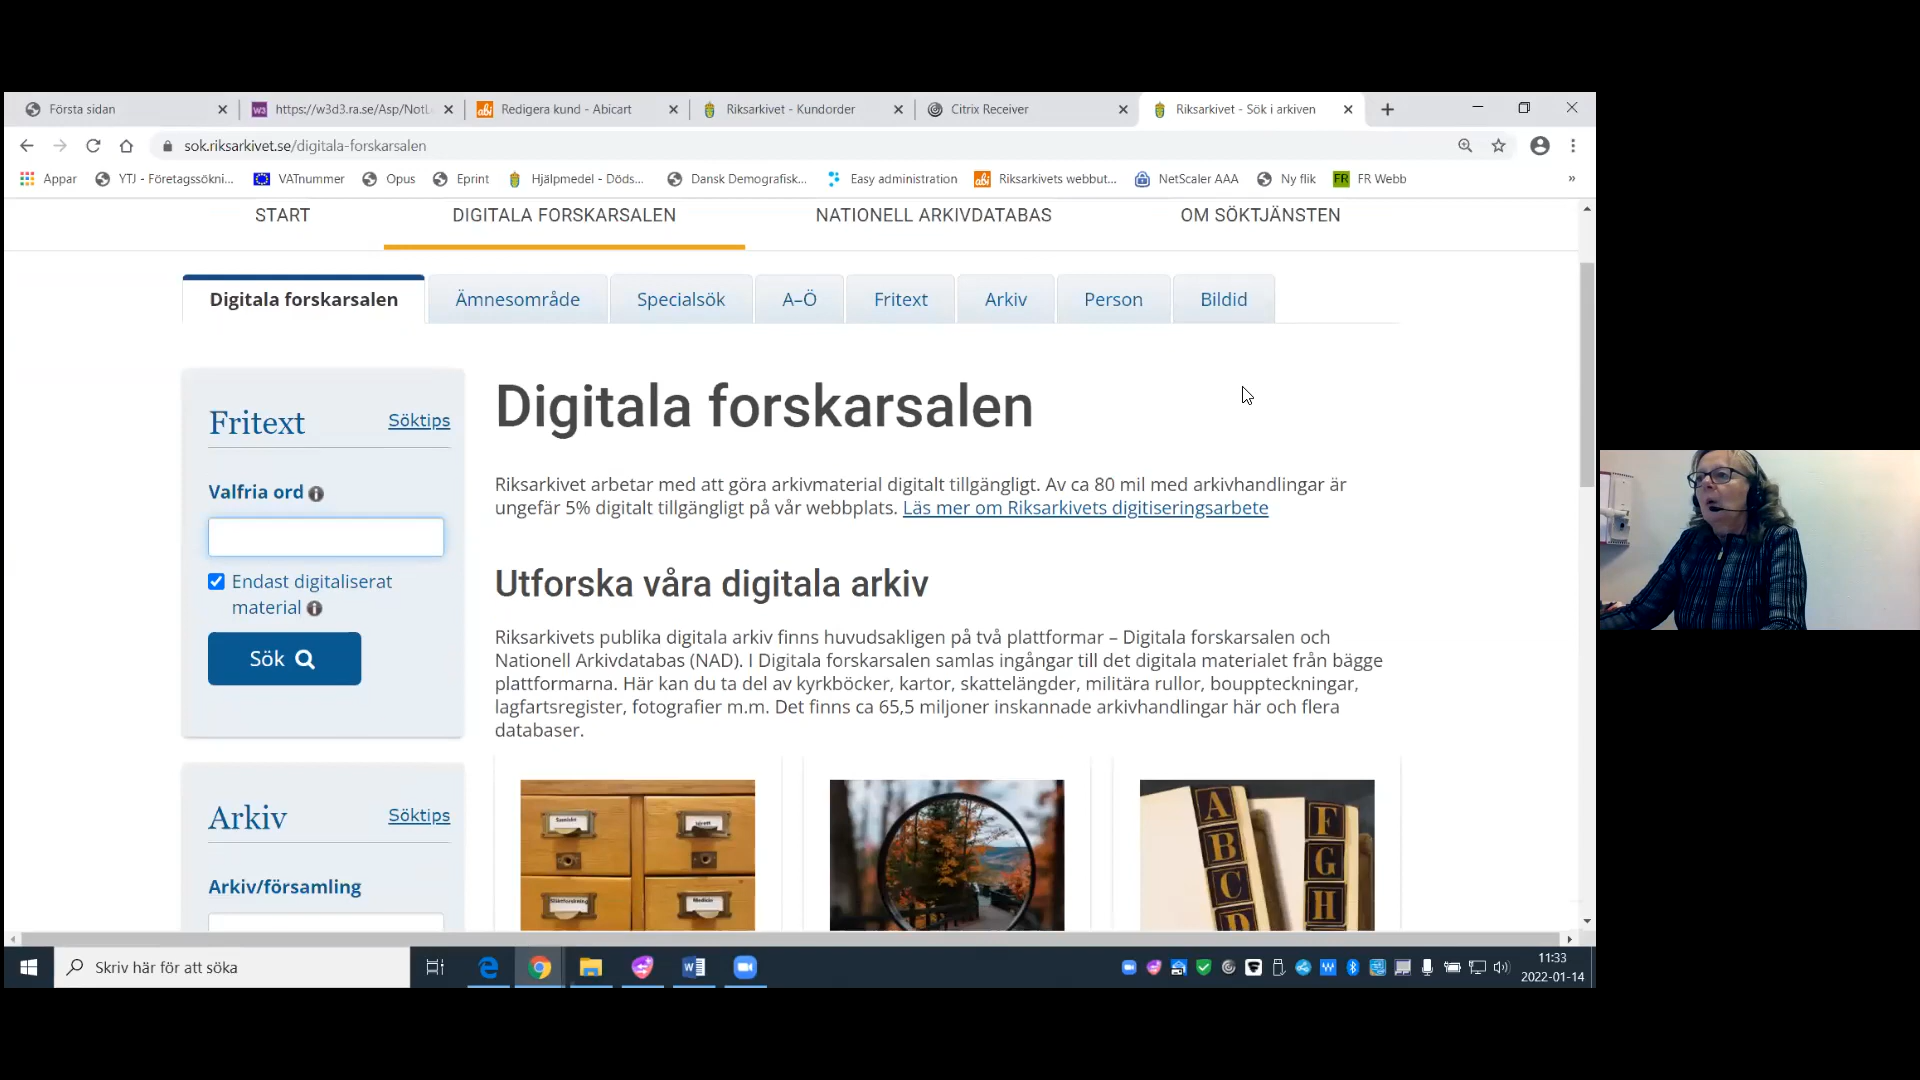 Första sidan
https://w3d3.ra.se/Asp/NotL
Redigera kund - Abicart
Riksarkivet - Kundorder
Citrix Receiver
Riksarkivet - Sök i arkiven
sok.riksarkivet.se/digitala-forskarsalen
Appar
YTJ - Företagssökni...
VATnummer
Opus
Eprint
Hjälpmedel - Döds...
Dansk Demografisk...
Easy administration
Riksarkivets webbut...
NetScaler AAA
Ny flik
FR FR Webb
»
START
DIGITALA FORSKARSALEN
NATIONELL ARKIVDATABAS
OM SÖKTJÄNSTEN
Digitala forskarsalen
Ämnesområde
Specialsök
A–Ö
Fritext
Arkiv
Person
Bildid
Fritext
Söktips
Valfria ord
Endast digitaliserat
material
Sök
Arkiv
Söktips
Arkiv/församling
Digitala forskarsalen
Riksarkivet arbetar med att göra arkivmaterial digitalt tillgängligt. Av ca 80 mil med arkivhandlingar är
ungefär 5% digitalt tillgängligt på vår webbplats. Läs mer om Riksarkivets digitiseringsarbete
Utforska våra digitala arkiv
Riksarkivets publika digitala arkiv finns huvudsakligen på två plattformar – Digitala forskarsalen och
Nationell Arkivdatabas (NAD). I Digitala forskarsalen samlas ingångar till det digitala materialet från bägge
plattformarna. Här kan du ta del av kyrkböcker, kartor, skattelängder, militära rullor, bouppteckningar,
lagfartsregister, fotografier m.m. Det finns ca 65,5 miljoner inskannade arkivhandlingar här och flera
databaser.
A
B
C
D
F
G
H
Skriv här för att söka
11:33
2022-01-14